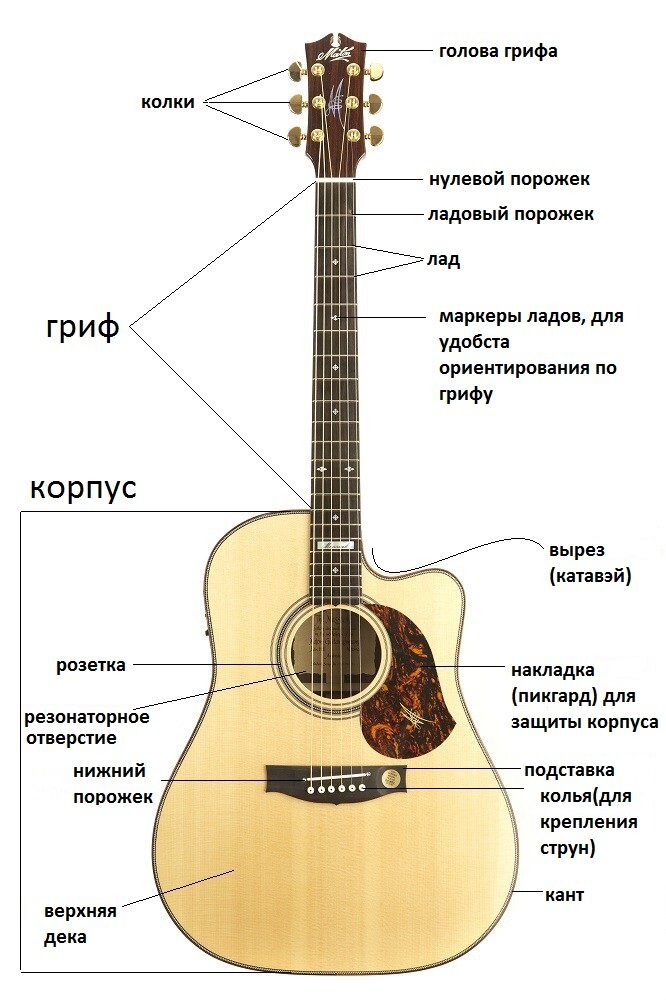 Maton
голова грифа
колки
нулевой порожек
ладовый порожек
лад
гриф
маркеры ладов, для
удобста
ориентирования по
грифу
корпус
вырез
(катавэй)
розетка
накладка
(пикгард) для
защиты корпуса
резонаторное
отверстие
нижний
порожек
подставка
колья(для
крепления
струн)
кант
верхняя
дека